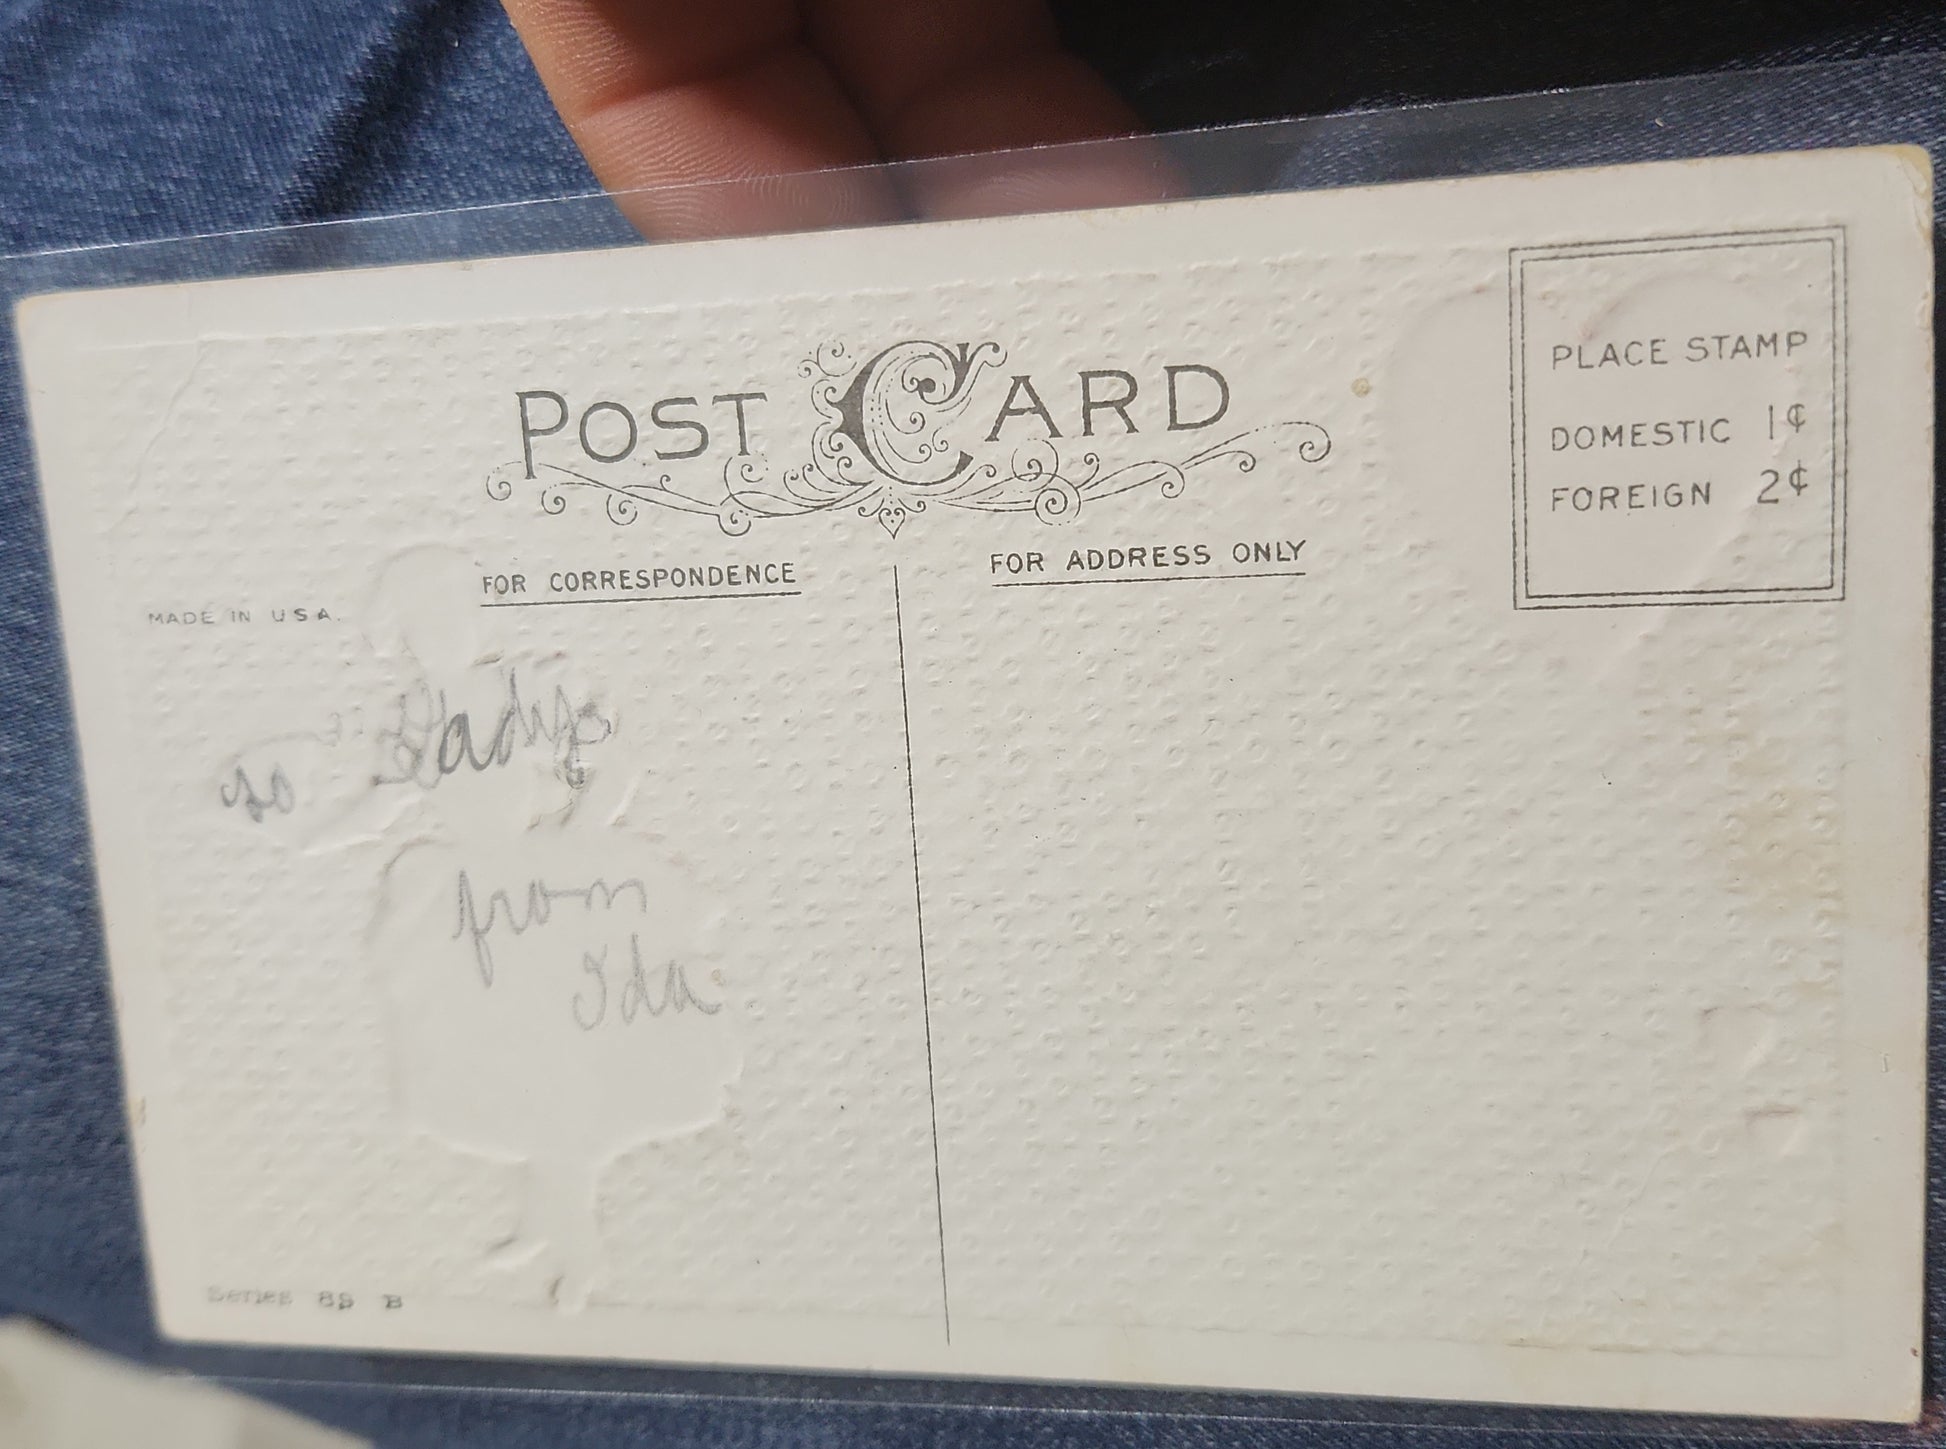 POST CARD
PLACE STAMP
DOMESTIC 1¢
FOREIGN 2¢
FOR CORRESPONDENCE
FOR ADDRESS ONLY
MADE IN U S A.
to Gladys
from
Ida
Series 8S B